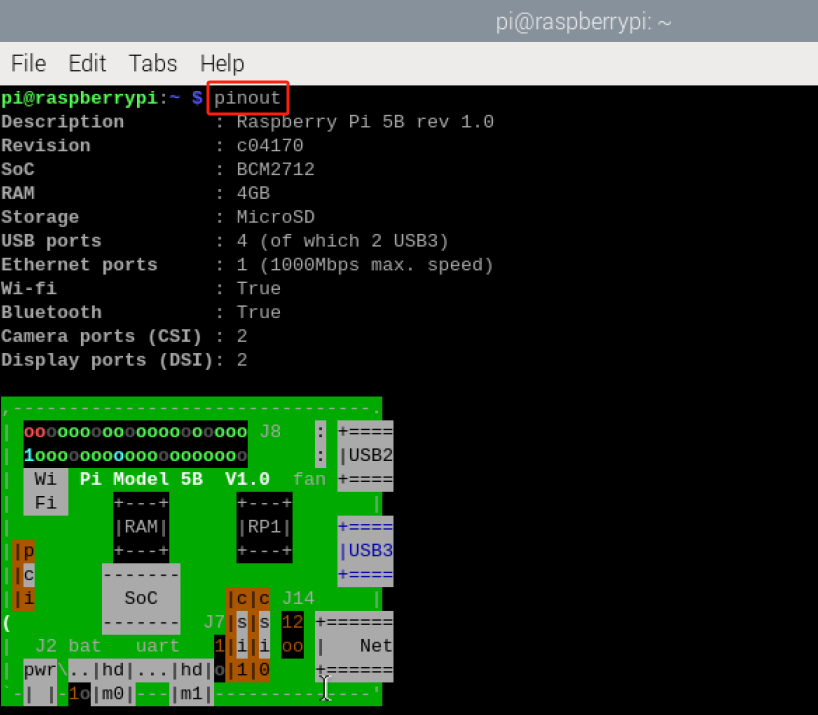 pi@raspberrypi: ~
File Edit Tabs Help
pi@raspberrypi:~ $ pinout
Description        : Raspberry Pi 5B rev 1.0
Revision           : c04170
SoC                : BCM2712
RAM                : 4GB
Storage            : MicroSD
USB ports          : 4 (of which 2 USB3)
Ethernet ports     : 1 (1000Mbps max. speed)
Wi-fi              : True
Bluetooth          : True
Camera ports (CSI) : 2
Display ports (DSI): 2
,--------------------------------.
| oooooooooooooooooooo J8   : +====
| 1ooooooooooooooooooo      : |USB2
|  Wi  Pi Model 5B  V1.0  fan +====
|  Fi     +---+      +---+       |
|         |RAM|      |RP1|    +====
||p       +---+      +---+    |USB3
||c      -------              +====
||i        SoC      |c|c J14     |
(        -------  J7|s|s 12 +======
|  J2 bat   uart   1|i|i oo |   Net
| pwr\..|hd|...|hd|o|1|0    +======
`-| |-1o|m0|---|m1|--------------'